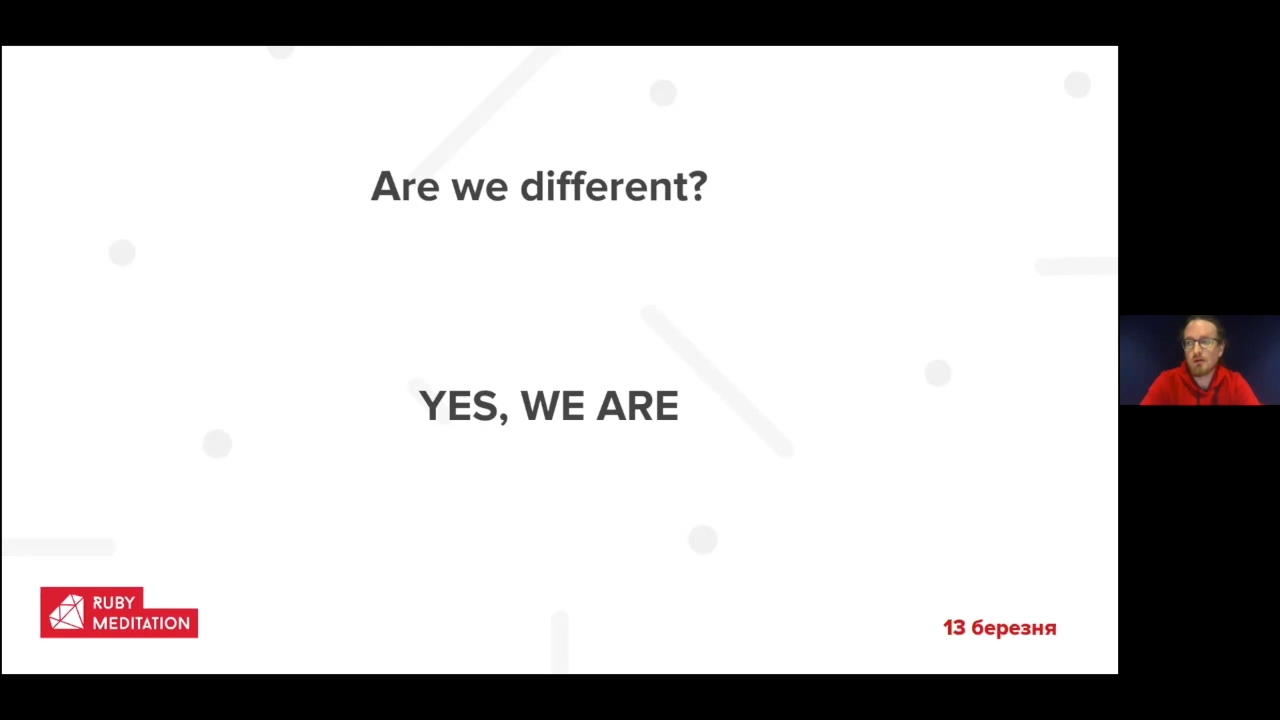 Are we different?
YES, WE ARE
RUBY
MEDITATION
13 березня